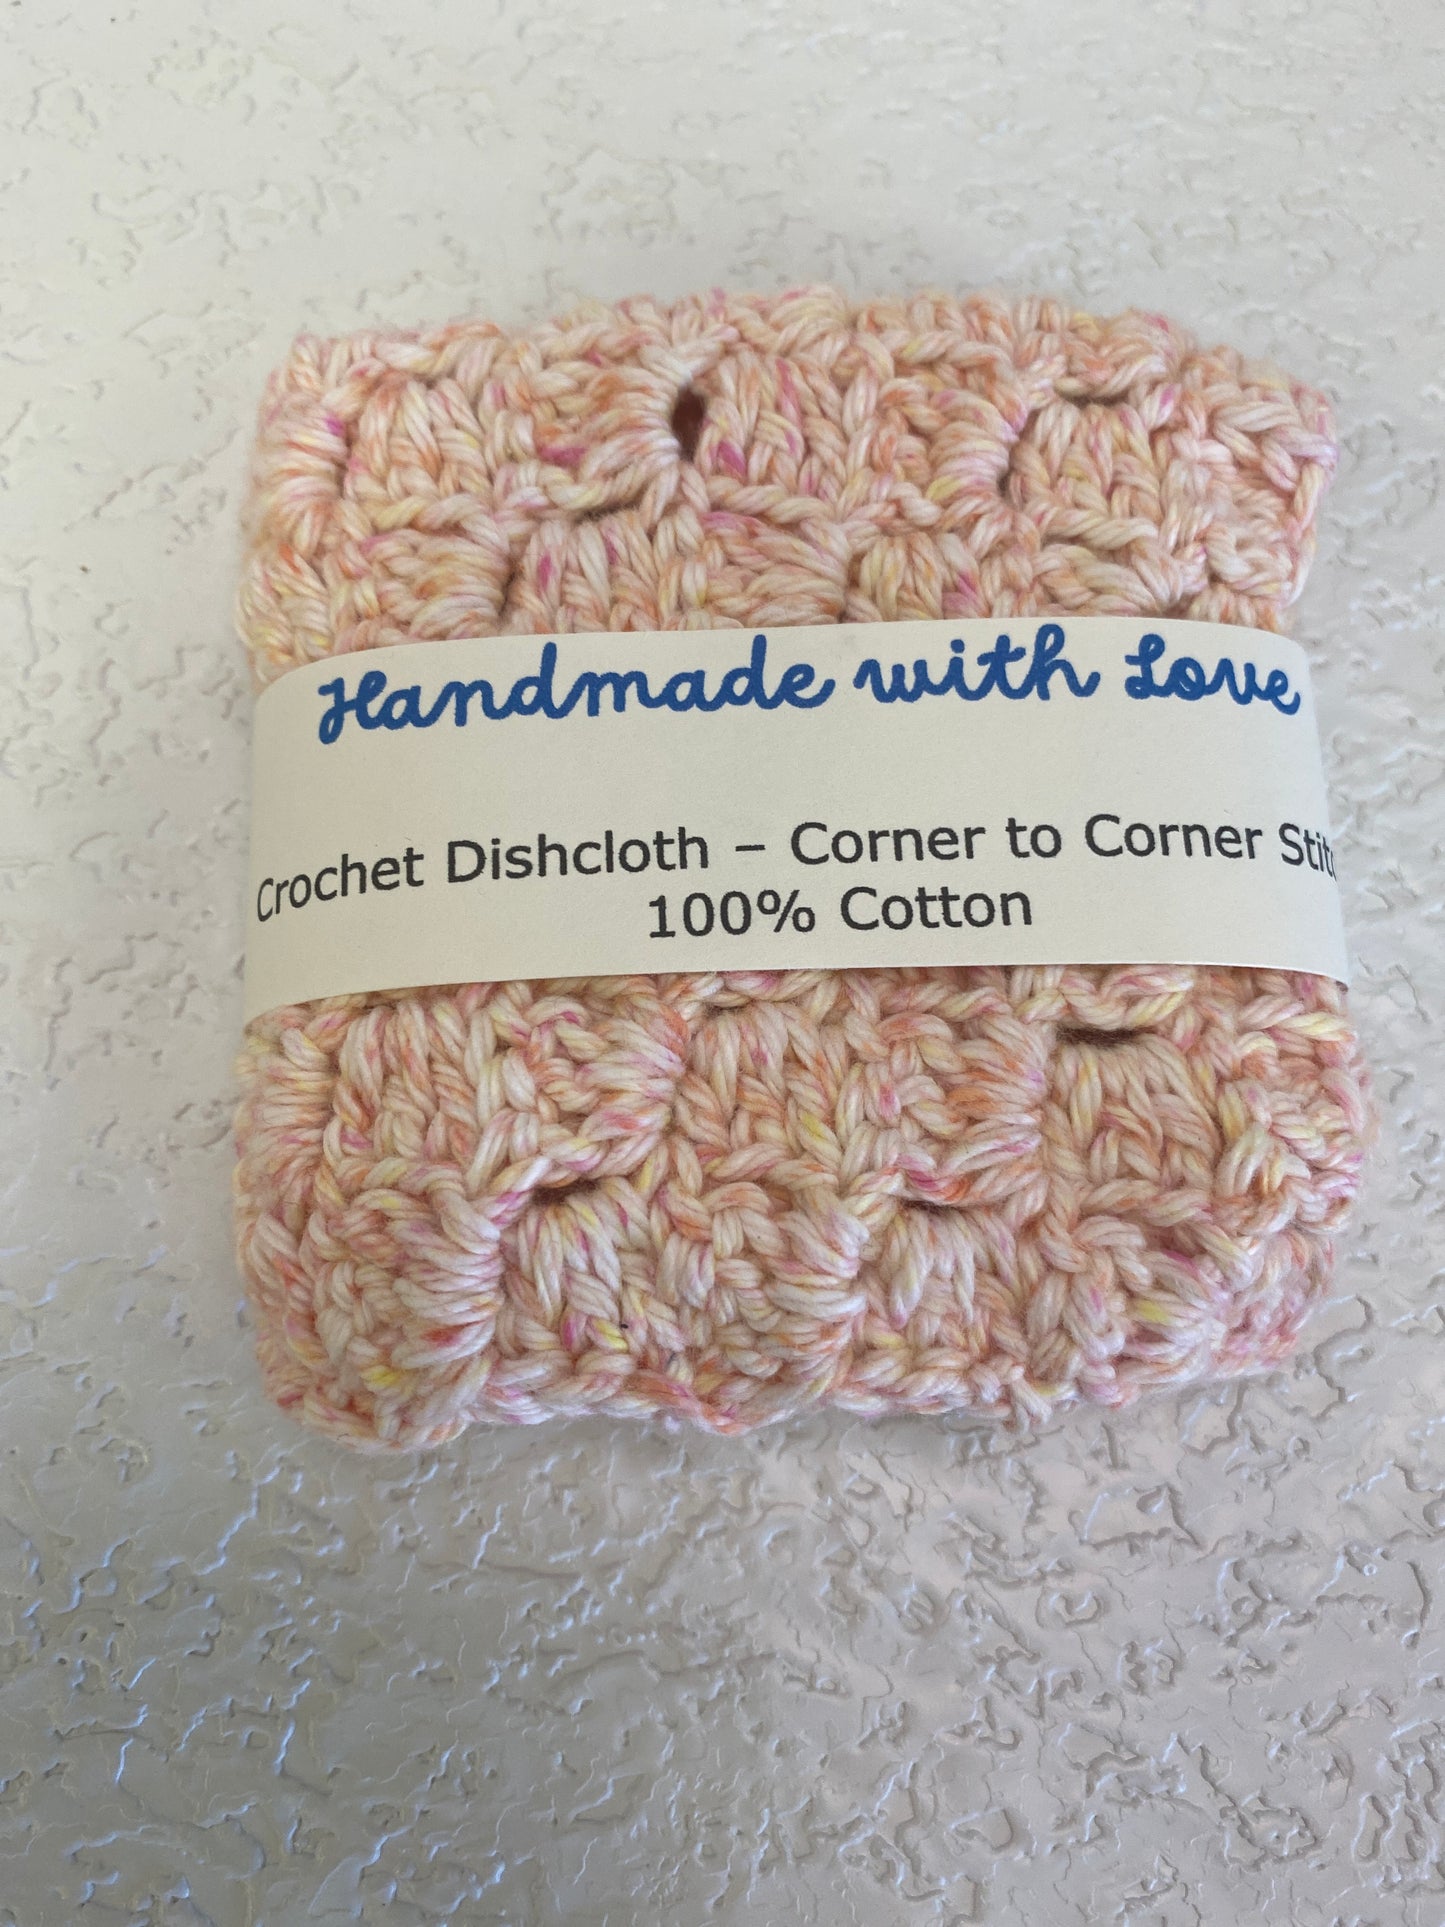 Handmade with Love
Crochet Dishcloth – Corner to Corner
100% Cotton